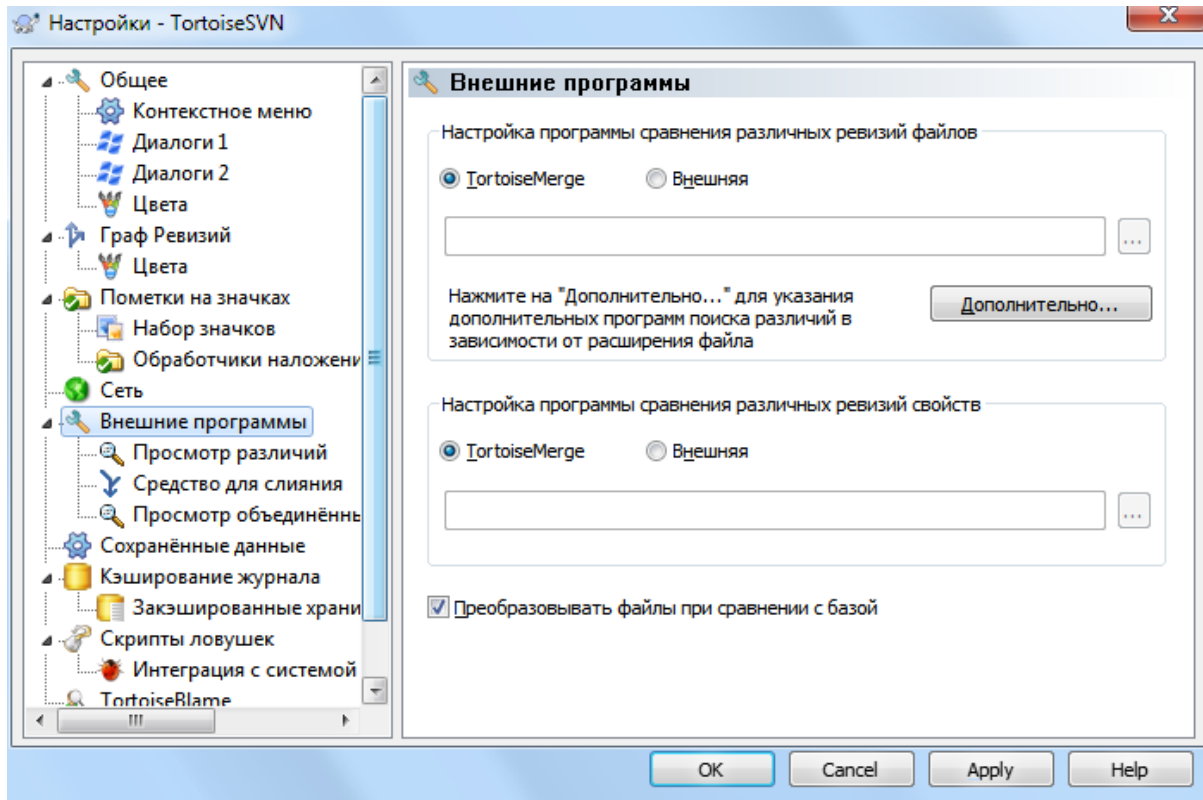 Настройки - TortoiseSVN
Общее
Контекстное меню
Диалоги 1
Диалоги 2
Цвета
Граф Ревизий
Цвета
Пометки на значках
Набор значков
Обработчики наложени
Сеть
Внешние программы
Просмотр различий
Средство для слияния
Просмотр объединённы
Сохранённые данные
Кэширование журнала
Закэшированные храни
Скрипты ловушек
Интеграция с системой
TortoiseBlame
Внешние программы
Настройка программы сравнения различных ревизий файлов
TortoiseMerge
Внешняя
...
Нажмите на "Дополнительно..." для указания
дополнительных программ поиска различий в
зависимости от расширения файла
Дополнительно...
Настройка программы сравнения различных ревизий свойств
TortoiseMerge
Внешняя
...
Преобразовывать файлы при сравнении с базой
OK
Cancel
Apply
Help